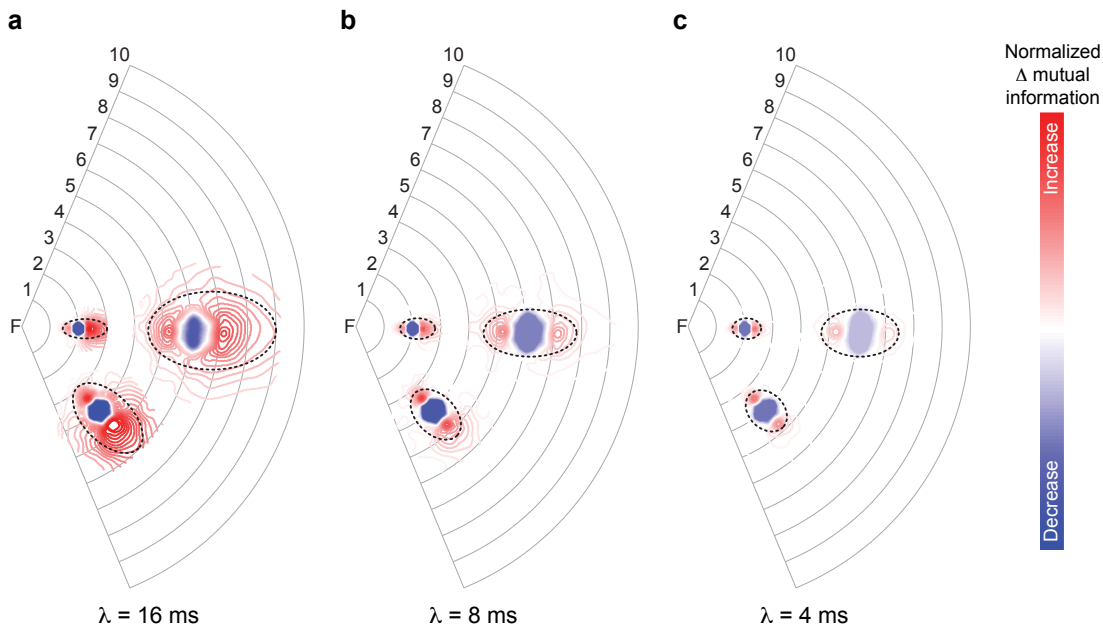 a
b
c
10
9
8
7
6
5
4
3
2
1
F
10
9
8
7
6
5
4
3
2
1
F
10
9
8
7
6
5
4
3
2
1
F
Normalized
Δ mutual
information
Increase
Decrease
λ = 16 ms
λ = 8 ms
λ = 4 ms